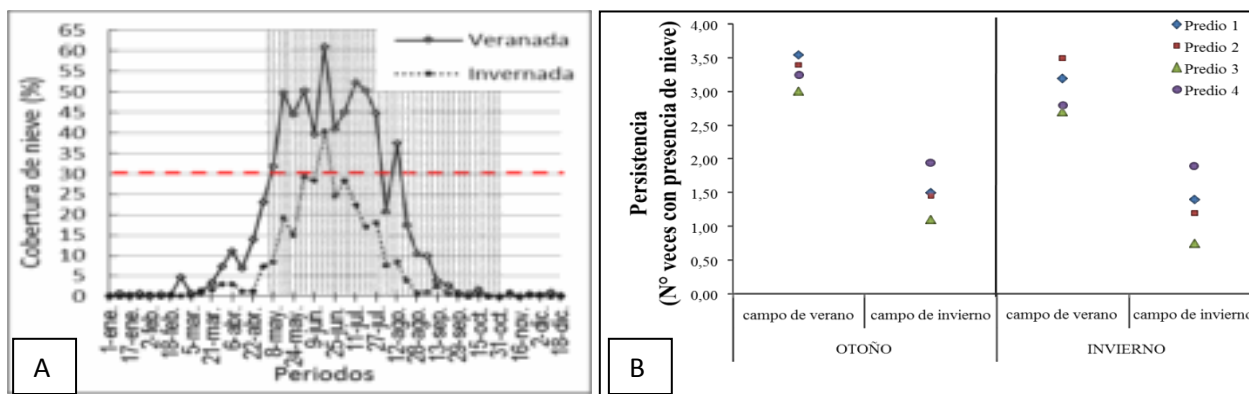 65
60
55
50
45
40
35
30
25
20
15
10
5
0
Cobertura de nieve (%)
Veranada
Invernada
1-ene.
17-ene.
2-feb.
18-feb.
5-mar.
21-mar.
6-abr.
22-abr.
8-may.
24-may.
9-jun.
25-jun.
11-jul.
27-jul.
12-ago.
28-ago.
13-sep.
29-sep.
15-oct.
31-oct.
16-nov.
2-dic.
18-dic
Periodos
A
B
Persistencia
(N° veces con presencia de nieve)
4,00
3,50
3,00
2,50
2,00
1,50
1,00
0,50
0,00
Predio 1
Predio 2
Predio 3
Predio 4
campo de verano
campo de invierno
campo de verano
campo de invierno
OTOÑO
INVIERNO